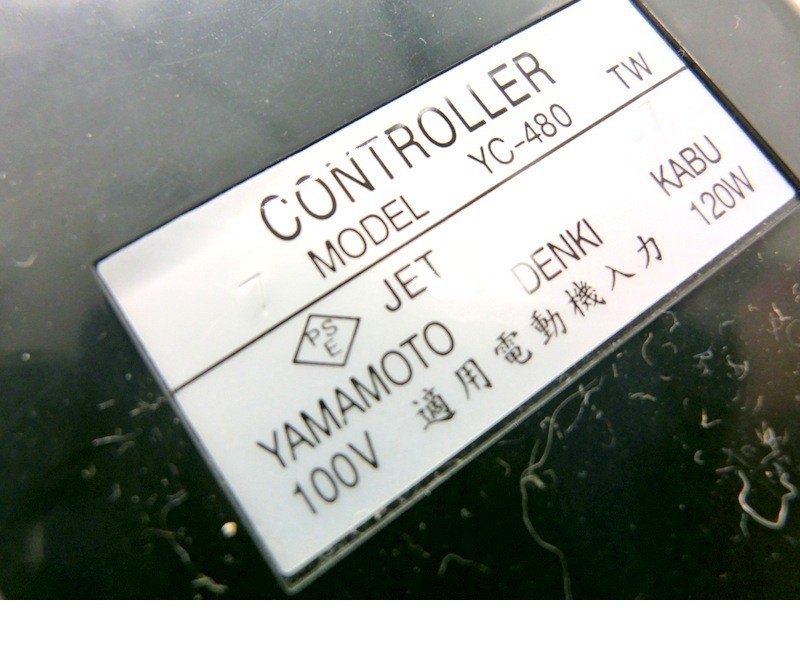 CONTROLLER
MODEL YC-480 TW
PSE JET
YAMAMOTO DENKI KABU
100V 適用電動機入力 120W